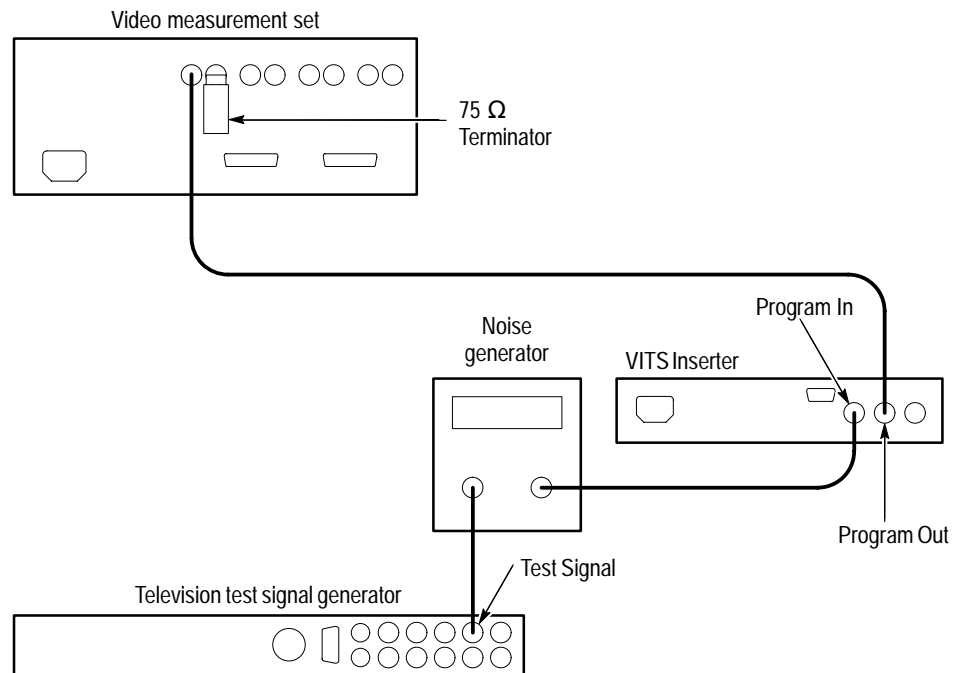 Video measurement set
75 Ω
Terminator
Program In
Noise
generator
VITS Inserter
Program Out
Test Signal
Television test signal generator